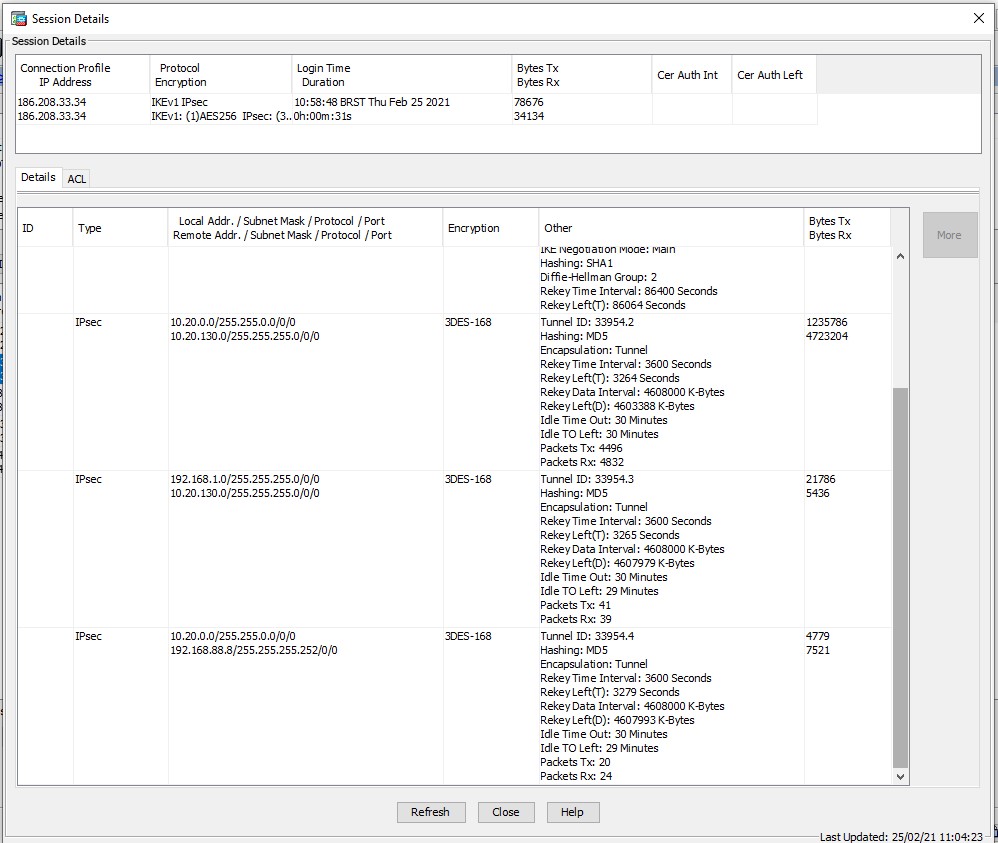 Session Details
Session Details
Connection Profile
IP Address
Protocol
Encryption
Login Time
Duration
Bytes Tx
Bytes Rx
Cer Auth Int
Cer Auth Left
186.208.33.34
IKEv1 IPsec
10:58:48 BRST Thu Feb 25 2021
78676
186.208.33.34
IKEv1: (1)AES256 IPsec: (3..
0h:00m:31s
34134
Details
ACL
ID
Type
Local Addr. / Subnet Mask / Protocol / Port
Remote Addr. / Subnet Mask / Protocol / Port
Encryption
Other
Bytes Tx
Bytes Rx
More
IKE Negotiation Mode: Main
Hashing: SHA1
Diffie-Hellman Group: 2
Rekey Time Interval: 86400 Seconds
Rekey Left(T): 86064 Seconds
IPsec
10.20.0.0/255.255.0.0/0/0
10.20.130.0/255.255.255.0/0/0
3DES-168
Tunnel ID: 33954.2
Hashing: MD5
Encapsulation: Tunnel
Rekey Time Interval: 3600 Seconds
Rekey Left(T): 3264 Seconds
Rekey Data Interval: 4608000 K-Bytes
Rekey Left(D): 4603388 K-Bytes
Idle Time Out: 30 Minutes
Idle TO Left: 30 Minutes
Packets Tx: 4496
Packets Rx: 4832
1235786
4723204
IPsec
192.168.1.0/255.255.255.0/0/0
10.20.130.0/255.255.255.0/0/0
3DES-168
Tunnel ID: 33954.3
Hashing: MD5
Encapsulation: Tunnel
Rekey Time Interval: 3600 Seconds
Rekey Left(T): 3265 Seconds
Rekey Data Interval: 4608000 K-Bytes
Rekey Left(D): 4607979 K-Bytes
Idle Time Out: 30 Minutes
Idle TO Left: 29 Minutes
Packets Tx: 41
Packets Rx: 39
21786
5436
IPsec
10.20.0.0/255.255.0.0/0/0
192.168.88.8/255.255.255.252/0/0
3DES-168
Tunnel ID: 33954.4
Hashing: MD5
Encapsulation: Tunnel
Rekey Time Interval: 3600 Seconds
Rekey Left(T): 3279 Seconds
Rekey Data Interval: 4608000 K-Bytes
Rekey Left(D): 4607993 K-Bytes
Idle Time Out: 30 Minutes
Idle TO Left: 29 Minutes
Packets Tx: 20
Packets Rx: 24
4779
7521
Refresh
Close
Help
Last Updated: 25/02/21 11:04:23